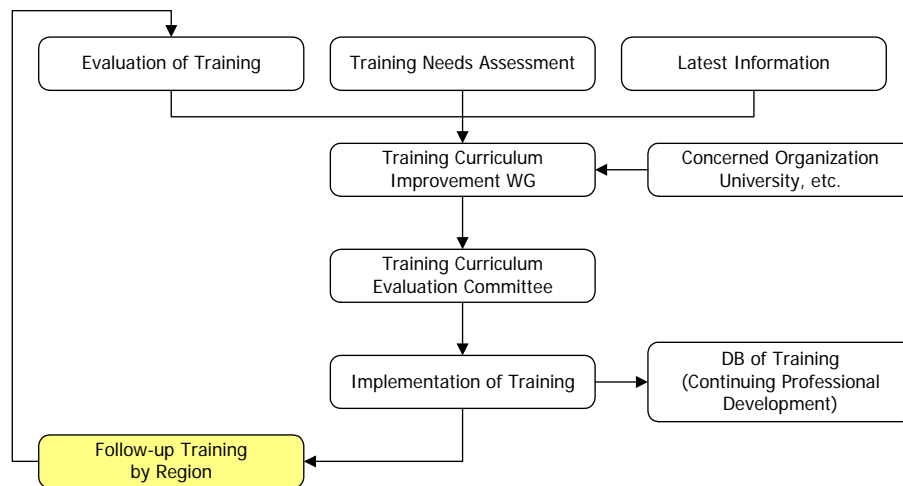 Evaluation of Training
Training Needs Assessment
Latest Information
Training Curriculum
Improvement WG
Concerned Organization
University, etc.
Training Curriculum
Evaluation Committee
Implementation of Training
DB of Training
(Continuing Professional
Development)
Follow-up Training
by Region